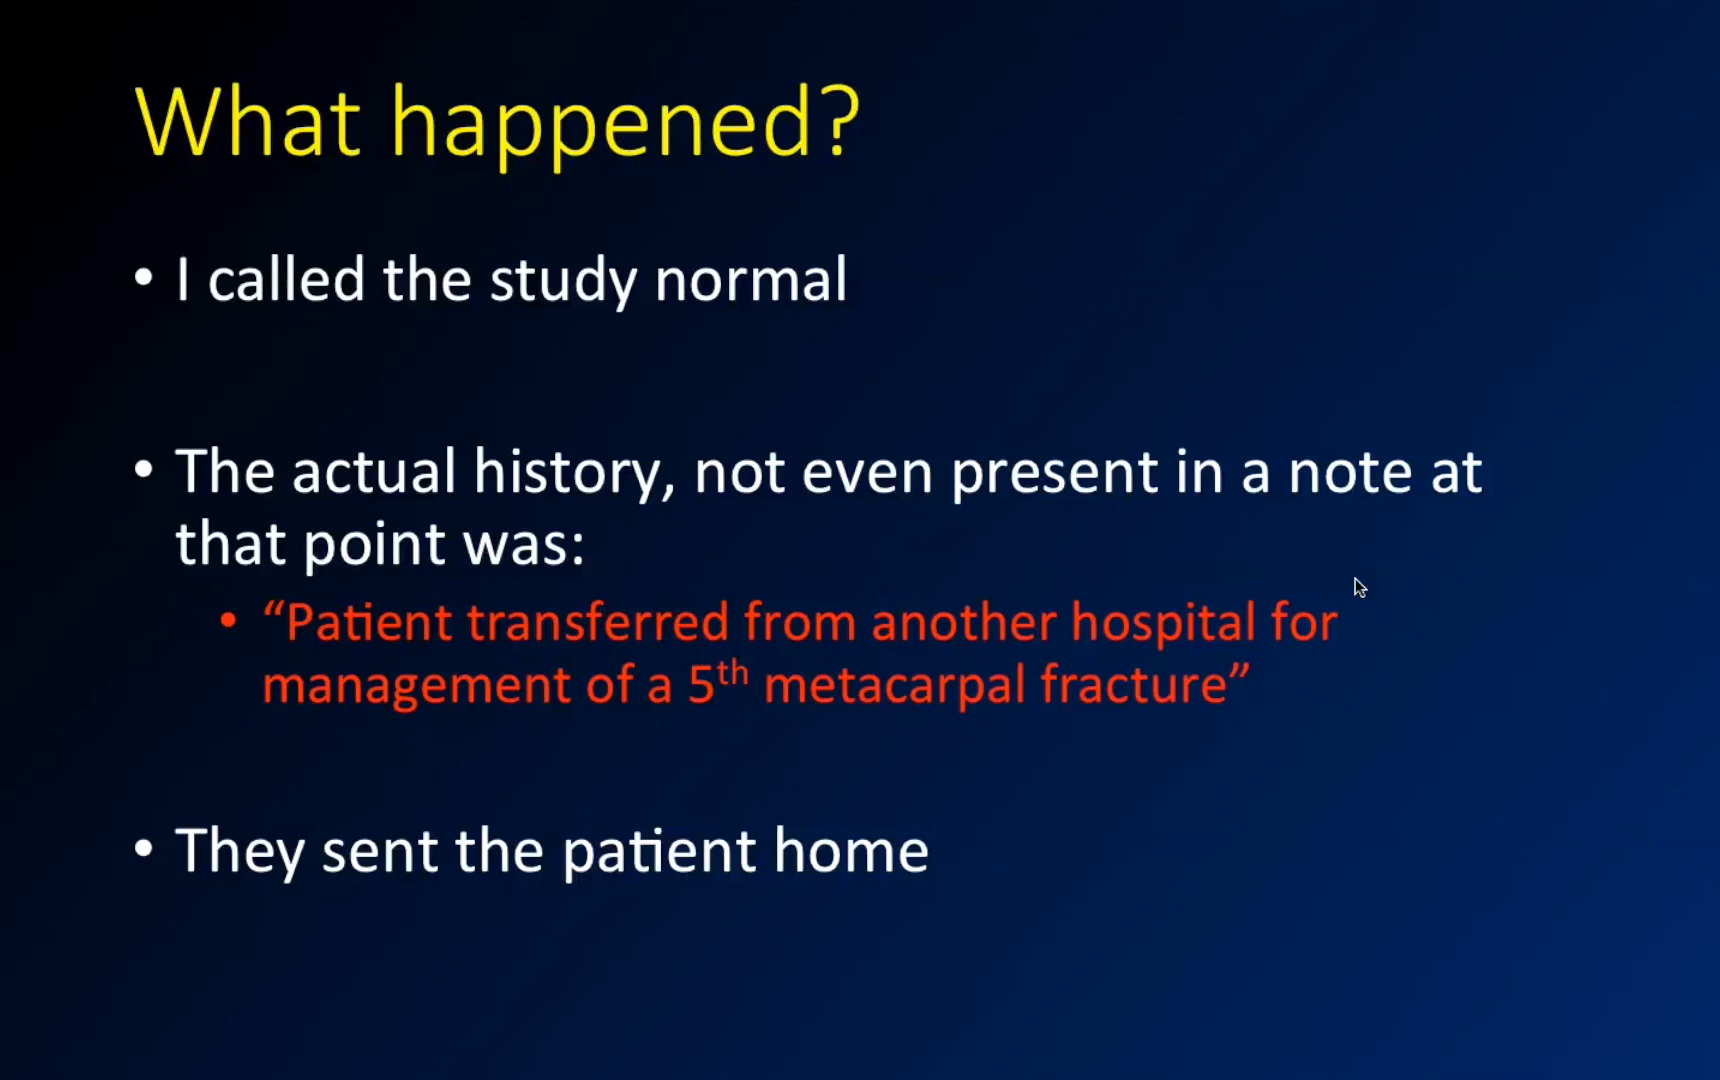 What happened?
• I called the study normal
• The actual history, not even present in a note at
that point was:
• “Patient transferred from another hospital for
management of a 5th metacarpal fracture”
• They sent the patient home